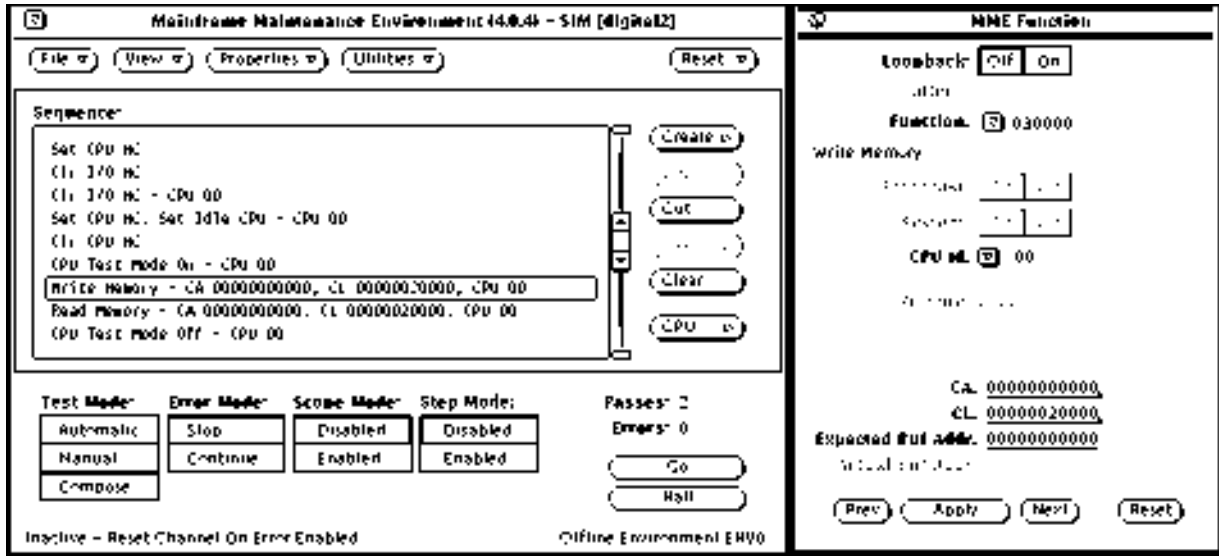 Mainframe Maintenance Environment (4.0.4) - SIM [digital2]
File View Properties Utilities Reset
Sequence:
Set CPU MC
Clr I/O MC
Clr I/O MC - CPU 00
Set CPU MC, Set Idle CPU - CPU 00
Clr CPU MC
CPU Test Mode On - CPU 00
Write Memory - CA 00000000000, CL 00000020000, CPU 00
Read Memory - CA 00000000000, CL 00000020000, CPU 00
CPU Test Mode Off - CPU 00
Create
Cut
Clear
CPU
Test Mode: Error Mode: Scope Mode: Step Mode:
Automatic Stop Disabled Disabled
Manual Continue Enabled Enabled
Compose
Passes: 2
Errors: 0
Go
Halt
Inactive - Reset Channel On Error Enabled
Offline Environment ENV0
MME Function
Loopback: Off On
Function: 030000
Write Memory
CPU Id: 00
CA: 00000000000
CL: 00000020000
Expected Buf Addr: 00000000000
Prev Apply Next Reset